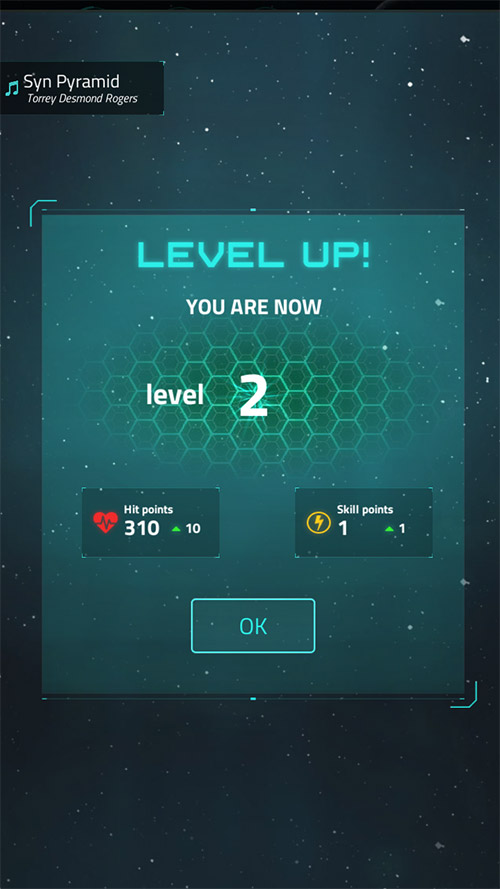 Syn Pyramid
Torrey Desmond Rogers
LEVEL UP!
YOU ARE NOW
level 2
Hit points
310 10
Skill points
1 1
OK